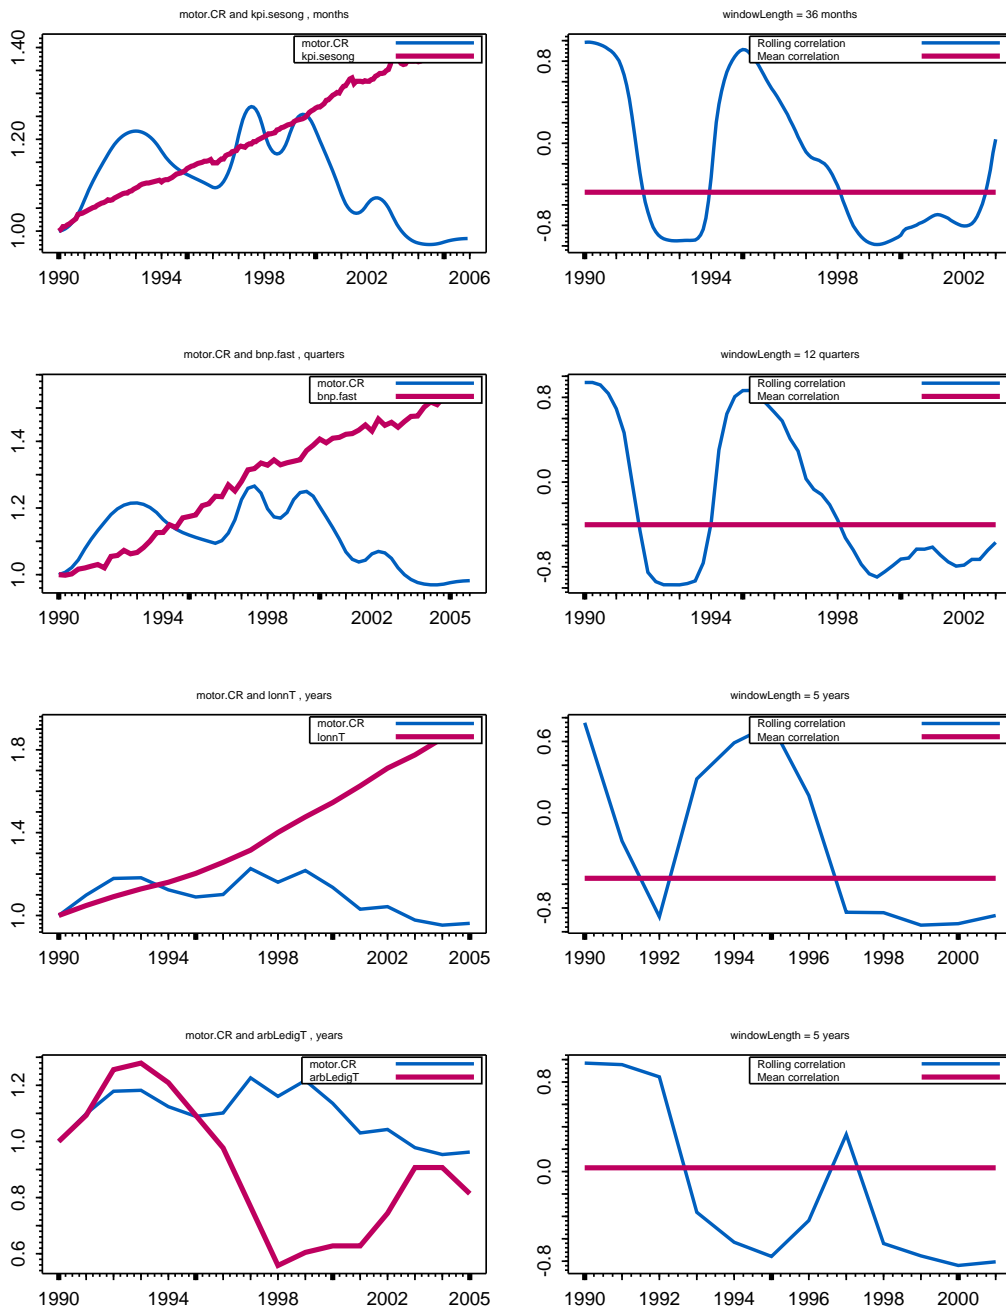 motor.CR and kpi.sesong , months
motor.CR
kpi.sesong
1.00 1.20 1.40
1990 1994 1998 2002 2006
windowLength = 36 months
Rolling correlation
Mean correlation
-0.8 0.0 0.8
1990 1994 1998 2002
motor.CR and bnp.fast , quarters
motor.CR
bnp.fast
1.0 1.2 1.4
1990 1994 1998 2002 2005
windowLength = 12 quarters
Rolling correlation
Mean correlation
-0.8 0.0 0.8
1990 1994 1998 2002
motor.CR and lonnT , years
motor.CR
lonnT
1.0 1.4 1.8
1990 1994 1998 2002 2005
windowLength = 5 years
Rolling correlation
Mean correlation
-0.8 0.0 0.6
1990 1992 1994 1996 1998 2000
motor.CR and arbLedigT , years
motor.CR
arbLedigT
0.6 0.8 1.0 1.2
1990 1994 1998 2002 2005
windowLength = 5 years
Rolling correlation
Mean correlation
-0.8 0.0 0.8
1990 1992 1994 1996 1998 2000